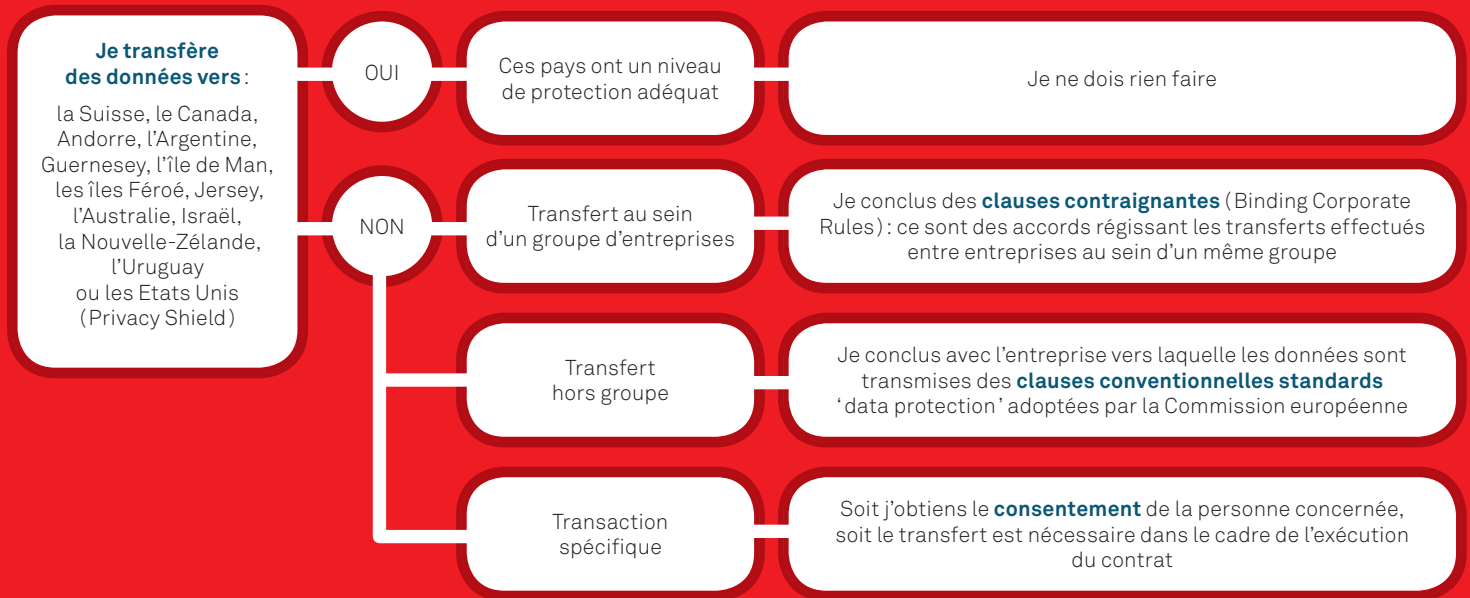 Je transfère
des données vers :
la Suisse, le Canada,
Andorre, l'Argentine,
Guernesey, l'île de Man,
les îles Féroé, Jersey,
l'Australie, Israël,
la Nouvelle-Zélande,
l'Uruguay
ou les Etats Unis
(Privacy Shield)
OUI
Ces pays ont un niveau
de protection adéquat
Je ne dois rien faire
NON
Transfert au sein
d'un groupe d'entreprises
Je conclus des clauses contraignantes (Binding Corporate
Rules) : ce sont des accords régissant les transferts effectués
entre entreprises au sein d'un même groupe
Transfert
hors groupe
Je conclus avec l'entreprise vers laquelle les données sont
transmises des clauses conventionnelles standards
'data protection' adoptées par la Commission européenne
Transaction
spécifique
Soit j'obtiens le consentement de la personne concernée,
soit le transfert est nécessaire dans le cadre de l'exécution
du contrat